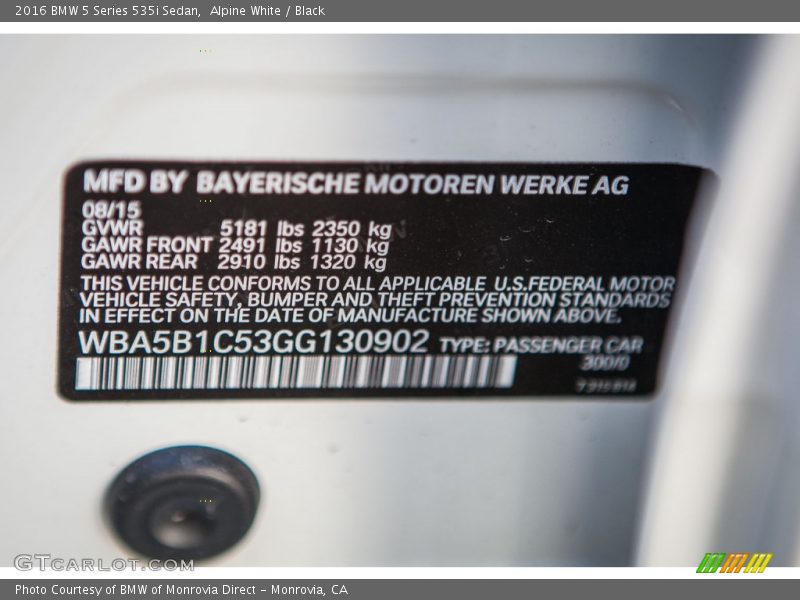 2016 BMW 5 Series 535i Sedan, Alpine White / Black
MFD BY BAYERISCHE MOTOREN WERKE AG
08/15
GVWR 5181 lbs 2350 kg
GAWR FRONT 2491 lbs 1130 kg
GAWR REAR 2910 lbs 1320 kg
THIS VEHICLE CONFORMS TO ALL APPLICABLE U.S.FEDERAL MOTOR
VEHICLE SAFETY, BUMPER AND THEFT PREVENTION STANDARDS
IN EFFECT ON THE DATE OF MANUFACTURE SHOWN ABOVE.
WBA5B1C53GG130902 TYPE: PASSENGER CAR
300/0
GTCARLOT.COM
Photo Courtesy of BMW of Monrovia Direct - Monrovia, CA